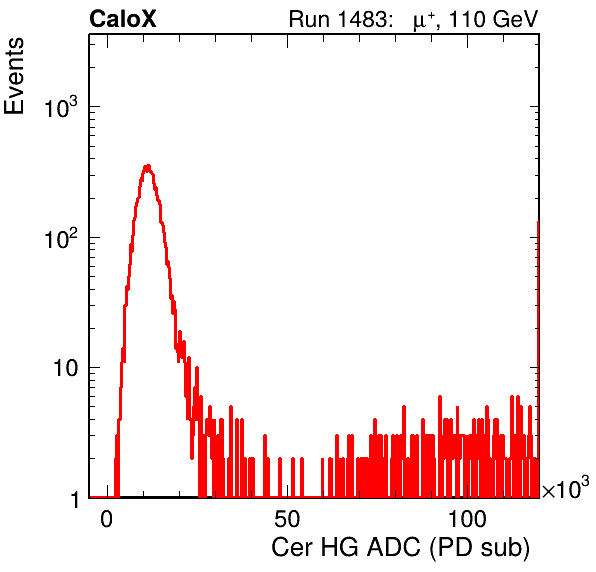 CaloX Run 1483: μ⁺, 110 GeV
Events
10³
10²
10
1
0 50 100 ×10³
Cer HG ADC (PD sub)